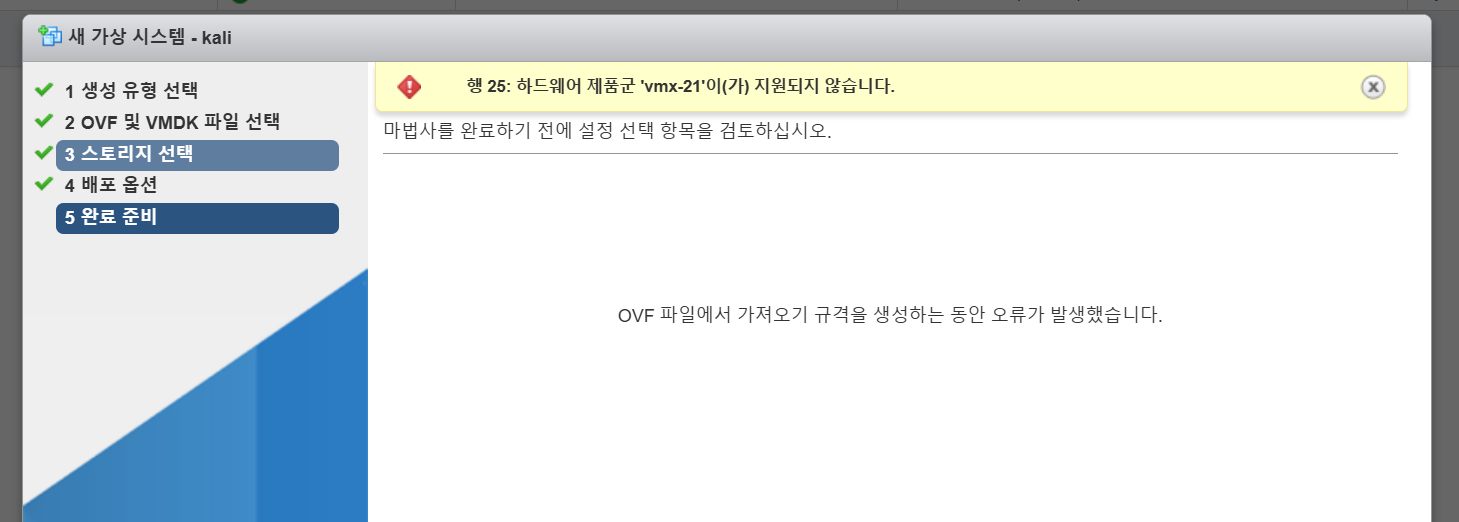 새 가상 시스템 - kali
1 생성 유형 선택
2 OVF 및 VMDK 파일 선택
3 스토리지 선택
4 배포 옵션
5 완료 준비
행 25: 하드웨어 제품군 'vmx-21'이(가) 지원되지 않습니다.
마법사를 완료하기 전에 설정 선택 항목을 검토하십시오.
OVF 파일에서 가져오기 규격을 생성하는 동안 오류가 발생했습니다.